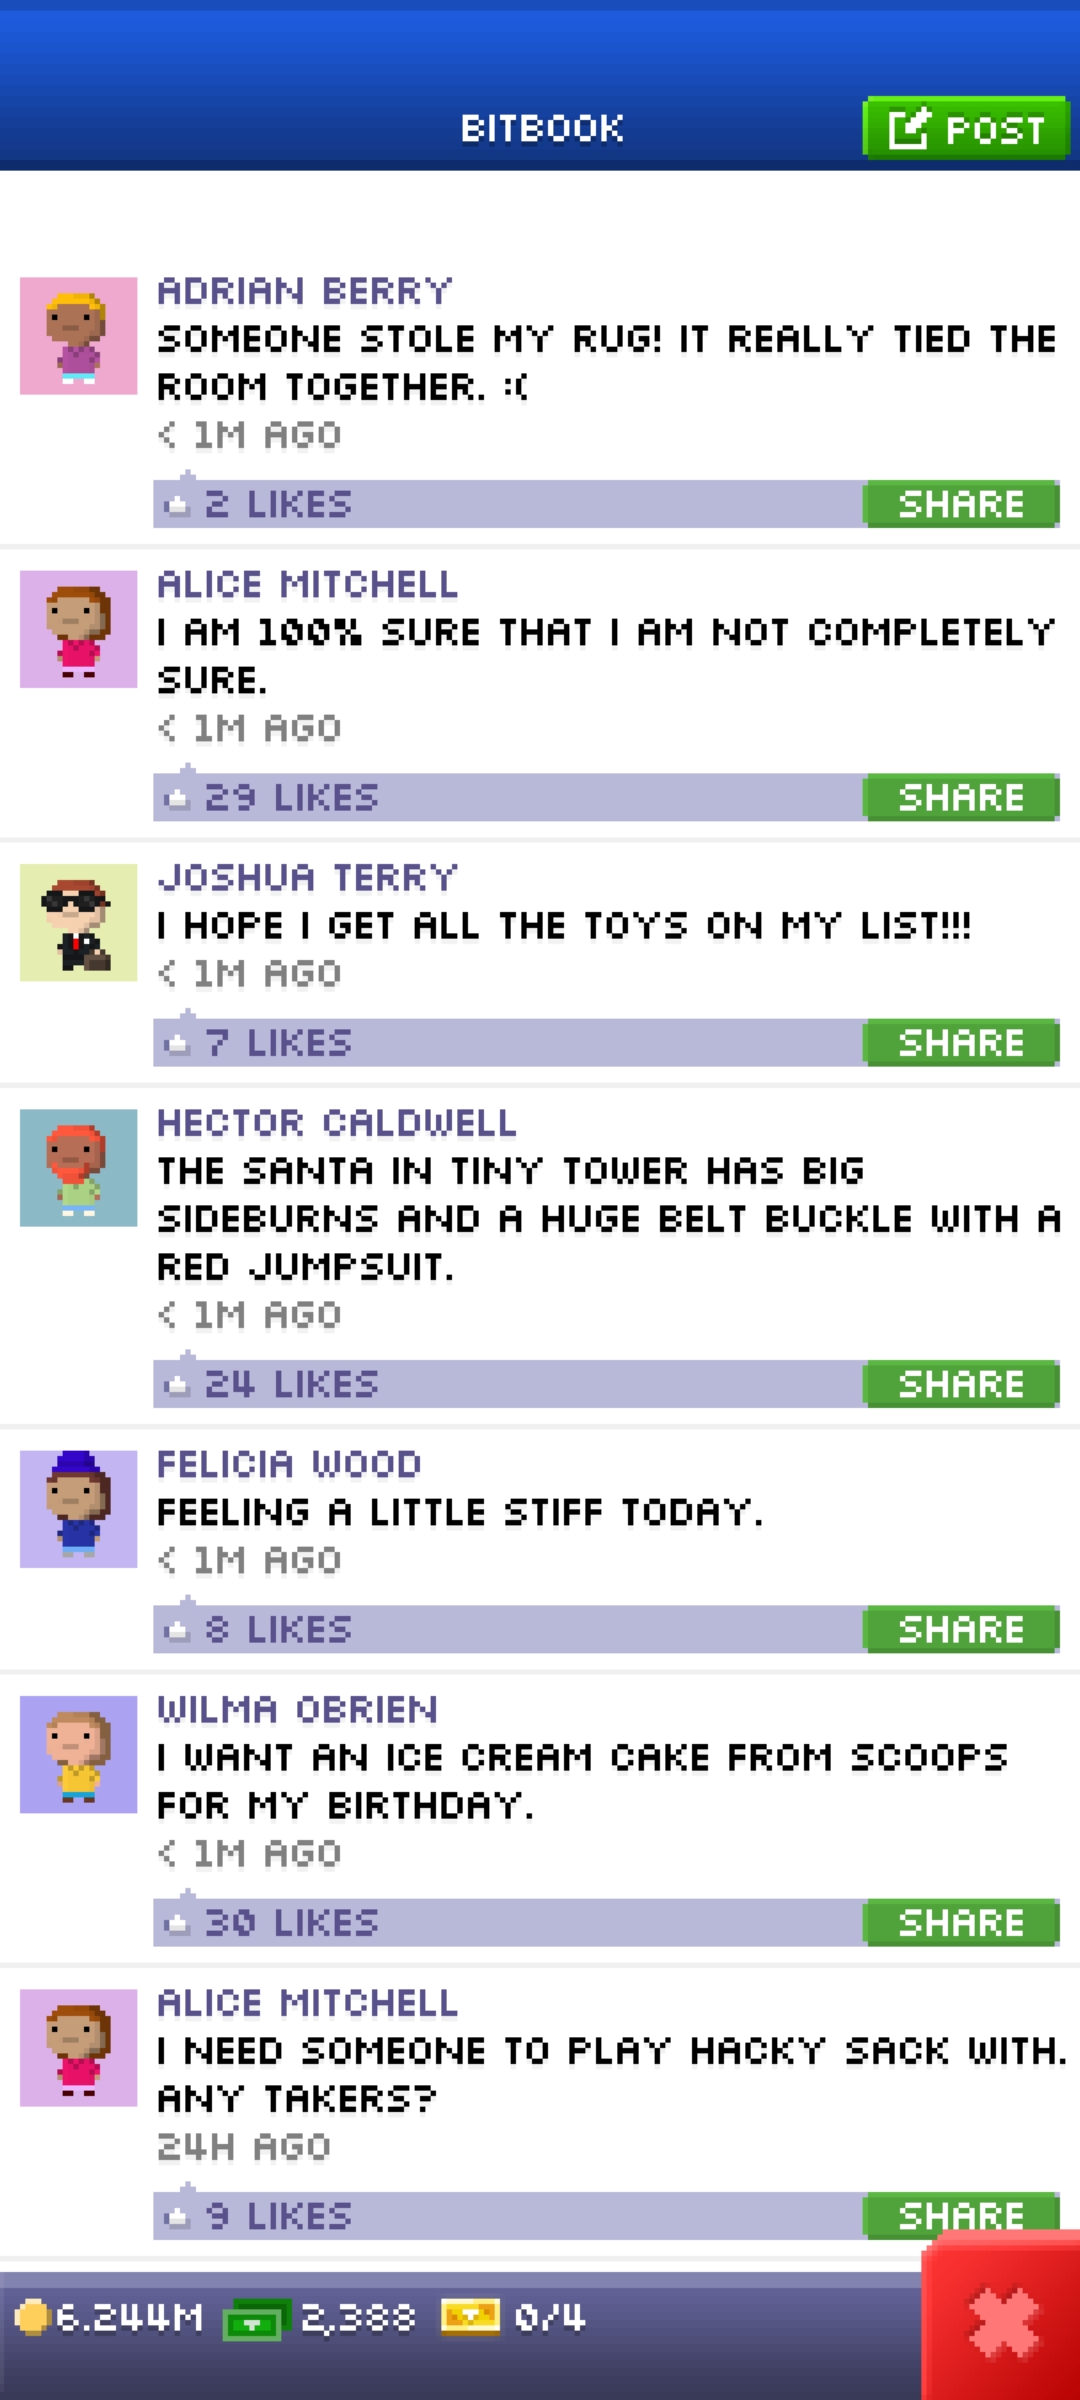 BITBOOK
POST
ADRIAN BERRY
SOMEONE STOLE MY RUG! IT REALLY TIED THE
ROOM TOGETHER. :(
< 1M AGO
2 LIKES
SHARE
ALICE MITCHELL
I AM 100% SURE THAT I AM NOT COMPLETELY
SURE.
< 1M AGO
29 LIKES
SHARE
JOSHUA TERRY
I HOPE I GET ALL THE TOYS ON MY LIST!!!
< 1M AGO
7 LIKES
SHARE
HECTOR CALDWELL
THE SANTA IN TINY TOWER HAS BIG
SIDEBURNS AND A HUGE BELT BUCKLE WITH A
RED JUMPSUIT.
< 1M AGO
24 LIKES
SHARE
FELICIA WOOD
FEELING A LITTLE STIFF TODAY.
< 1M AGO
8 LIKES
SHARE
WILMA OBRIEN
I WANT AN ICE CREAM CAKE FROM SCOOPS
FOR MY BIRTHDAY.
< 1M AGO
30 LIKES
SHARE
ALICE MITCHELL
I NEED SOMEONE TO PLAY HACKY SACK WITH.
ANY TAKERS?
24H AGO
9 LIKES
SHARE
6.244M 2,388 0/4